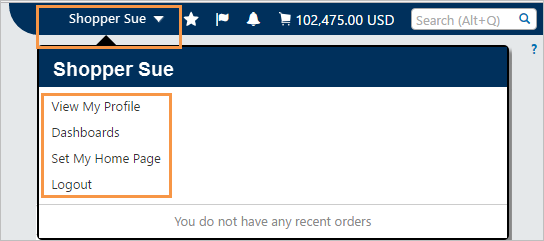 Shopper Sue
102,475.00 USD
Search (Alt+Q)
?
Shopper Sue
View My Profile
Dashboards
Set My Home Page
Logout
You do not have any recent orders